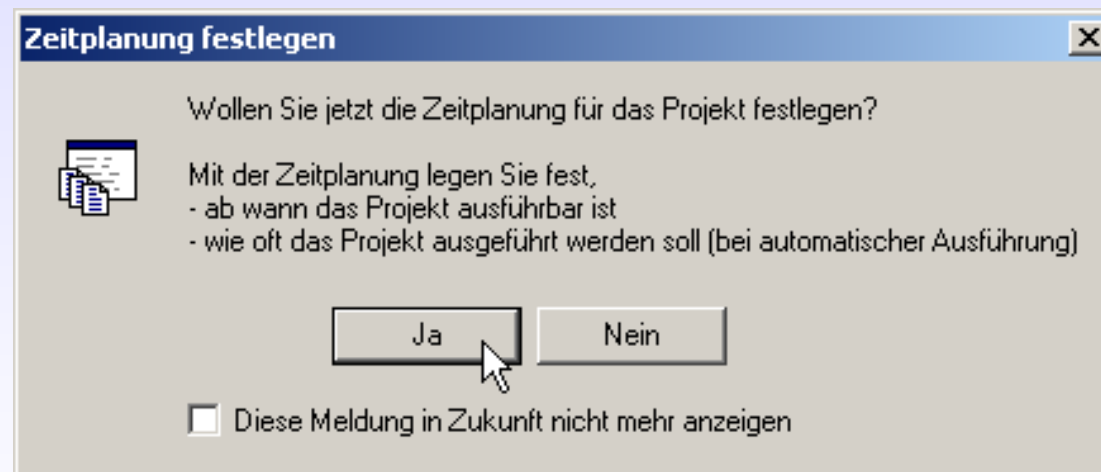 Zeitplanung festlegen
Wollen Sie jetzt die Zeitplanung für das Projekt festlegen?
Mit der Zeitplanung legen Sie fest,
- ab wann das Projekt ausführbar ist
- wie oft das Projekt ausgeführt werden soll (bei automatischer Ausführung)
Ja Nein
Diese Meldung in Zukunft nicht mehr anzeigen